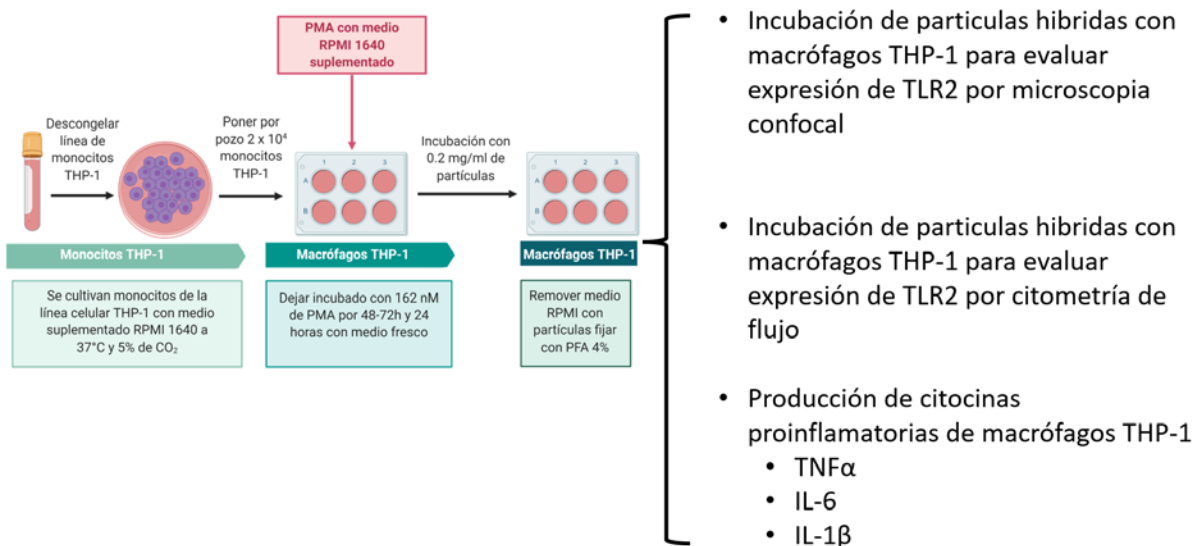 PMA con medio
RPMI 1640
suplementado
Descongelar
línea de
monocitos
THP-1
Poner por
pozo 2 x 10⁴
monocitos
THP-1
Incubación con
0.2 mg/ml de
partículas
1 2 3
A
B
1 2 3
A
B
Monocitos THP-1
Macrófagos THP-1
Macrófagos THP-1
Se cultivan monocitos de la
línea celular THP-1 con medio
suplementado RPMI 1640 a
37°C y 5% de CO₂
Dejar incubado con 162 nM
de PMA por 48-72h y 24
horas con medio fresco
Remover medio
RPMI con
partículas fijar
con PFA 4%
• Incubación de particulas hibridas con
macrófagos THP-1 para evaluar
expresión de TLR2 por microscopia
confocal
• Incubación de particulas hibridas con
macrófagos THP-1 para evaluar
expresión de TLR2 por citometría de
flujo
• Producción de citocinas
proinflamatorias de macrófagos THP-1
• TNFα
• IL-6
• IL-1β